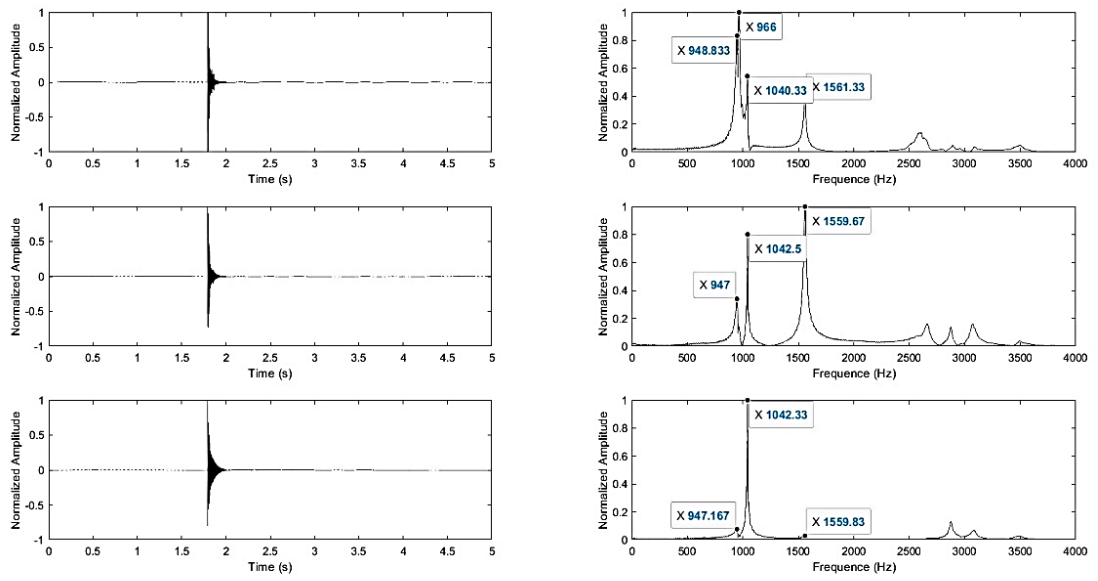 Normalized Amplitude
1
0.5
0
-0.5
-1
0 0.5 1 1.5 2 2.5 3 3.5 4 4.5 5
Time (s)
Normalized Amplitude
1
0.8
0.6
0.4
0.2
0
X 966
X 948.833
X 1040.33
X 1561.33
0 500 1000 1500 2000 2500 3000 3500 4000
Frequence (Hz)
Normalized Amplitude
1
0.5
0
-0.5
-1
0 0.5 1 1.5 2 2.5 3 3.5 4 4.5 5
Time (s)
Normalized Amplitude
1
0.8
0.6
0.4
0.2
0
X 1559.67
X 1042.5
X 947
0 500 1000 1500 2000 2500 3000 3500 4000
Frequence (Hz)
Normalized Amplitude
1
0.5
0
-0.5
-1
0 0.5 1 1.5 2 2.5 3 3.5 4 4.5 5
Time (s)
Normalized Amplitude
1
0.8
0.6
0.4
0.2
0
X 1042.33
X 947.167
X 1559.83
0 500 1000 1500 2000 2500 3000 3500 4000
Frequence (Hz)